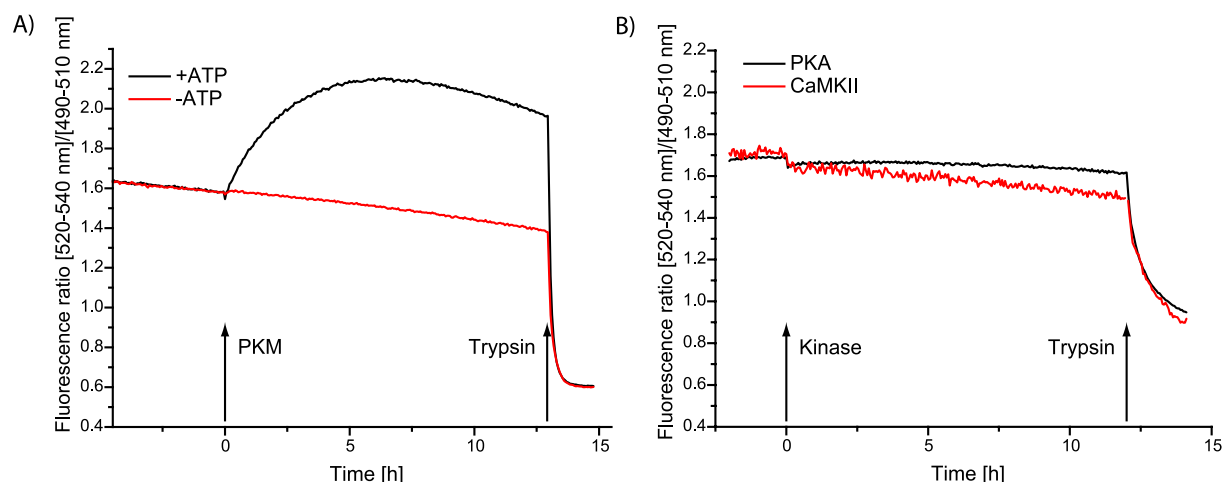 A)
Fluorescence ratio [520-540 nm]/[490-510 nm]
2.2
2.0
1.8
1.6
1.4
1.2
1.0
0.8
0.6
0.4
+ATP
-ATP
PKM
Trypsin
0
5
10
15
Time [h]
B)
Fluorescence ratio [520-540 nm]/[490-510 nm]
2.2
2.0
1.8
1.6
1.4
1.2
1.0
0.8
0.6
0.4
PKA
CaMKII
Kinase
Trypsin
0
5
10
15
Time [h]